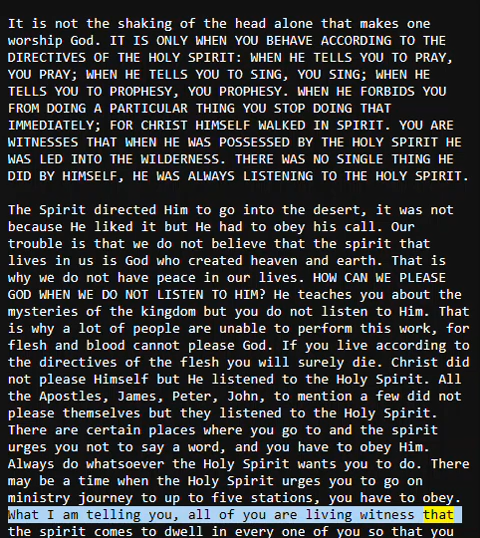 It is not the shaking of the head alone that makes one
worship God. IT IS ONLY WHEN YOU BEHAVE ACCORDING TO THE
DIRECTIVES OF THE HOLY SPIRIT: WHEN HE TELLS YOU TO PRAY,
YOU PRAY; WHEN HE TELLS YOU TO SING, YOU SING; WHEN HE
TELLS YOU TO PROPHESY, YOU PROPHESY. WHEN HE FORBIDS YOU
FROM DOING A PARTICULAR THING YOU STOP DOING THAT
IMMEDIATELY; FOR CHRIST HIMSELF WALKED IN SPIRIT. YOU ARE
WITNESSES THAT WHEN HE WAS POSSESSED BY THE HOLY SPIRIT HE
WAS LED INTO THE WILDERNESS. THERE WAS NO SINGLE THING HE
DID BY HIMSELF, HE WAS ALWAYS LISTENING TO THE HOLY SPIRIT.
The Spirit directed Him to go into the desert, it was not
because He liked it but He had to obey his call. Our
trouble is that we do not believe that the spirit that
lives in us is God who created heaven and earth. That is
why we do not have peace in our lives. HOW CAN WE PLEASE
GOD WHEN WE DO NOT LISTEN TO HIM? He teaches you about the
mysteries of the kingdom but you do not listen to Him. That
is why a lot of people are unable to perform this work, for
flesh and blood cannot please God. If you live according to
the directives of the flesh you will surely die. Christ did
not please Himself but He listened to the Holy Spirit. All
the Apostles, James, Peter, John, to mention a few did not
please themselves but they listened to the Holy Spirit.
There are certain places where you go to and the spirit
urges you not to say a word, and you have to obey Him.
Always do whatsoever the Holy Spirit wants you to do. There
may be a time when the Holy Spirit urges you to go on
ministry journey to up to five stations, you have to obey.
What I am telling you, all of you are living witness that
the spirit comes to dwell in every one of you so that you